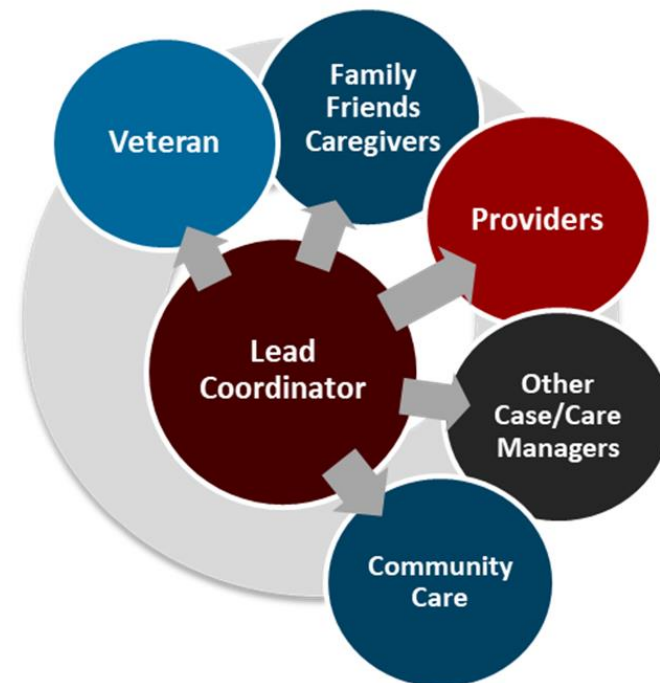 Veteran
Family
Friends
Caregivers
Providers
Lead
Coordinator
Other
Case/Care
Managers
Community
Care